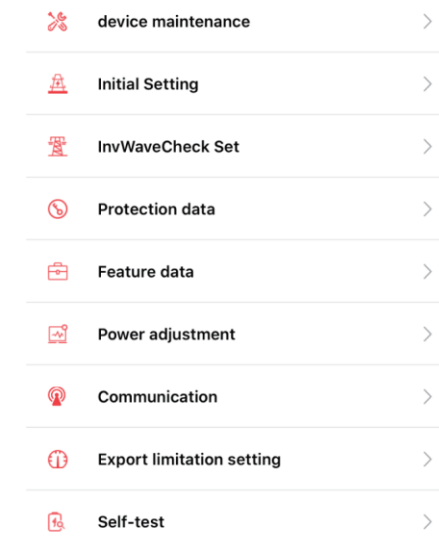 device maintenance
Initial Setting
InvWaveCheck Set
Protection data
Feature data
Power adjustment
Communication
Export limitation setting
Self-test